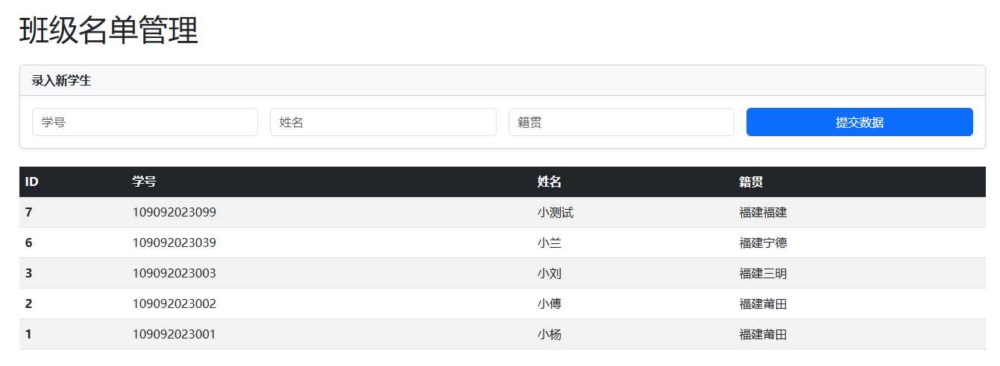 班级名单管理
录入新学生
学号 姓名 籍贯 提交数据
ID 学号 姓名 籍贯
7 109092023099 小测试 福建福建
6 109092023039 小兰 福建宁德
3 109092023003 小刘 福建三明
2 109092023002 小傅 福建莆田
1 109092023001 小杨 福建莆田